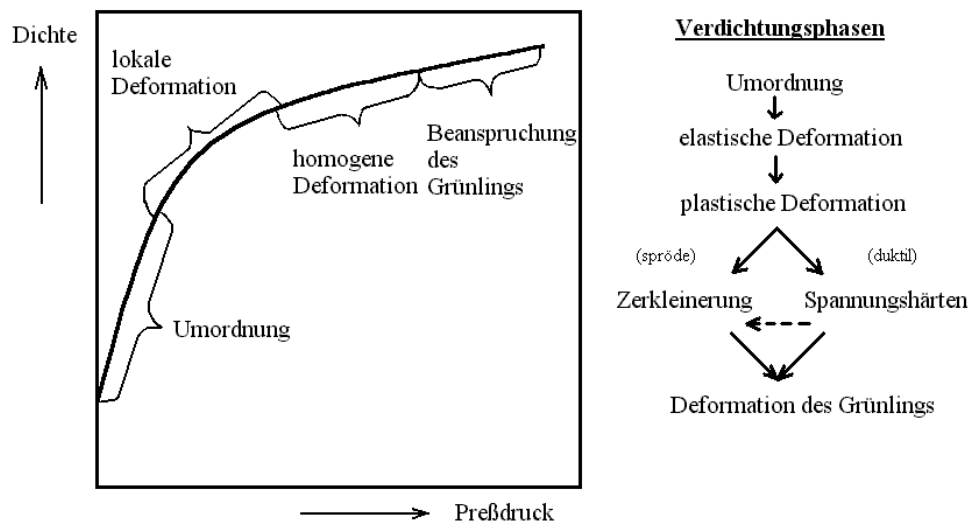 Dichte
lokale
Deformation
homogene
Deformation
Beanspruchung
des
Grünlings
Umordnung
Preßdruck
Verdichtungsphasen
Umordnung
elastische Deformation
plastische Deformation
(spröde) (duktil)
Zerkleinerung Spannungshärten
Deformation des Grünlings